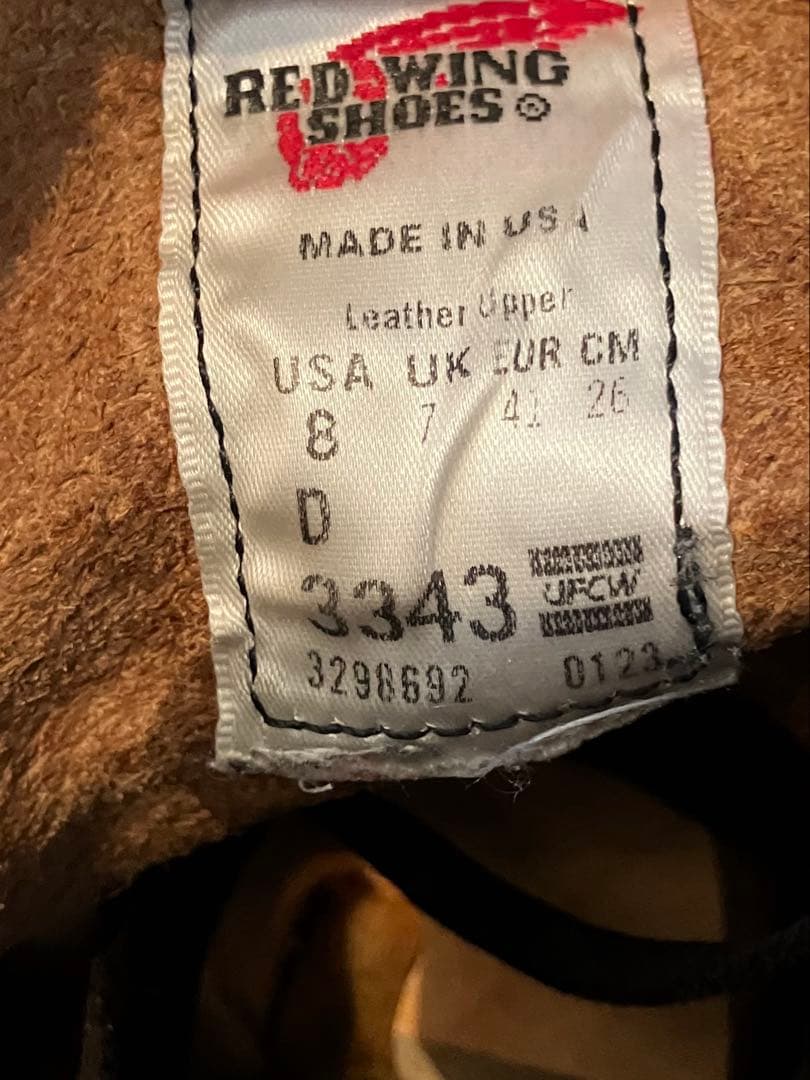 RED WING
SHOES ®
MADE IN USA
Leather Upper
USA UK EUR CM
8 7 41 26
D
3343 UFCW
3298692 0123